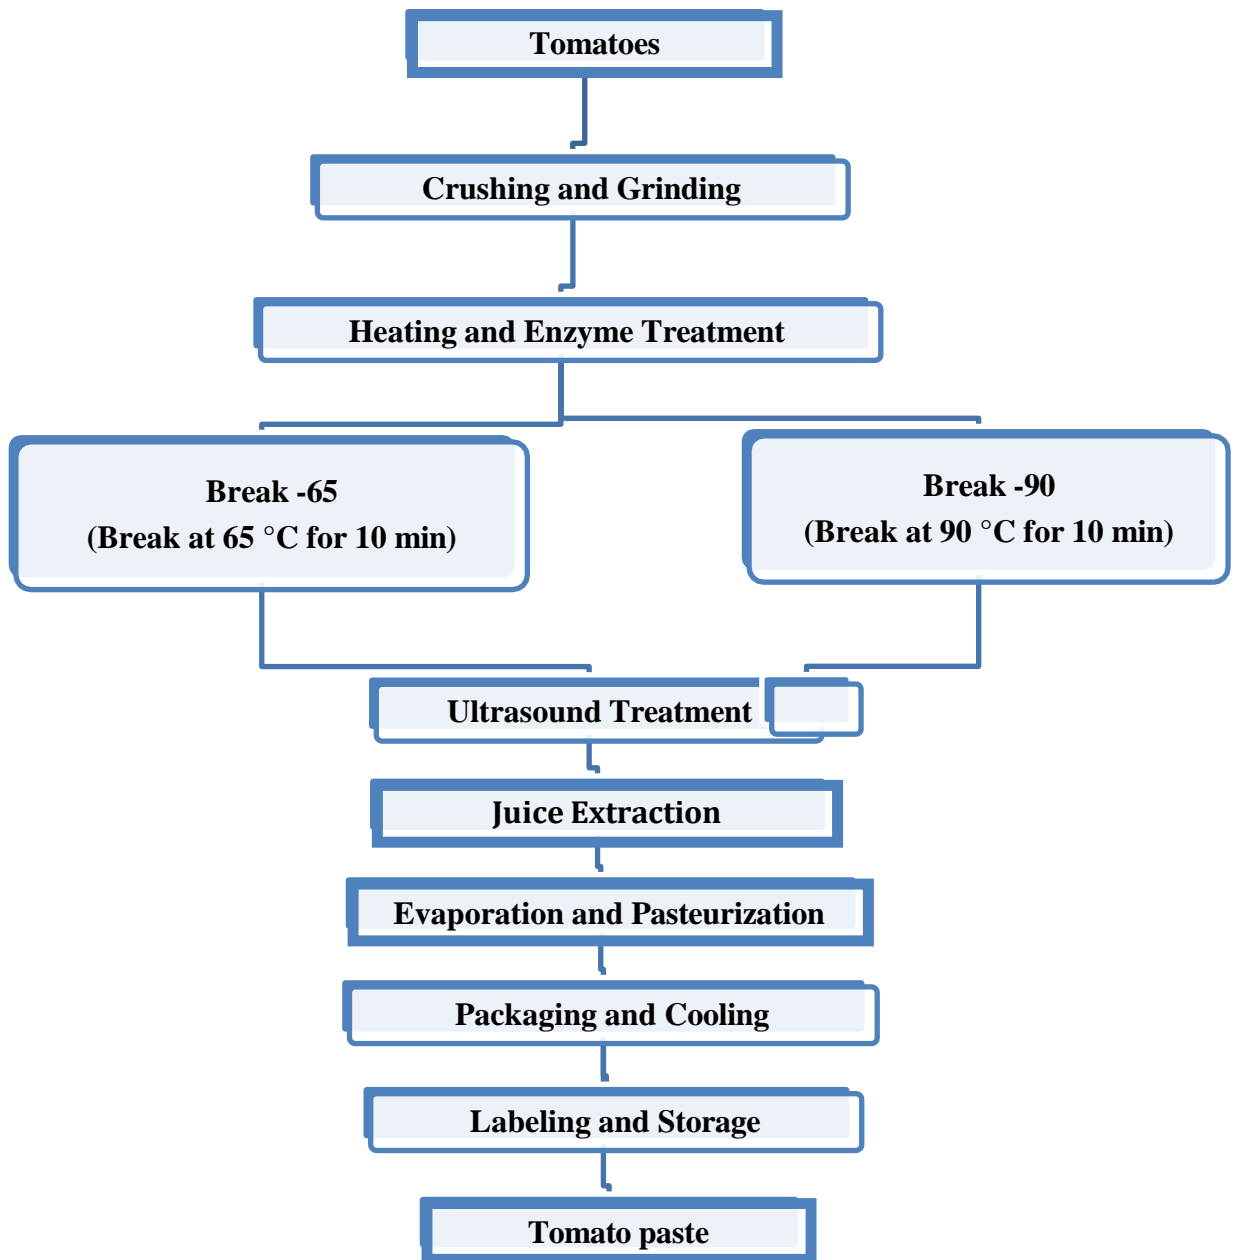 Tomatoes
Crushing and Grinding
Heating and Enzyme Treatment
Break -65
(Break at 65 °C for 10 min)
Break -90
(Break at 90 °C for 10 min)
Ultrasound Treatment
Juice Extraction
Evaporation and Pasteurization
Packaging and Cooling
Labeling and Storage
Tomato paste